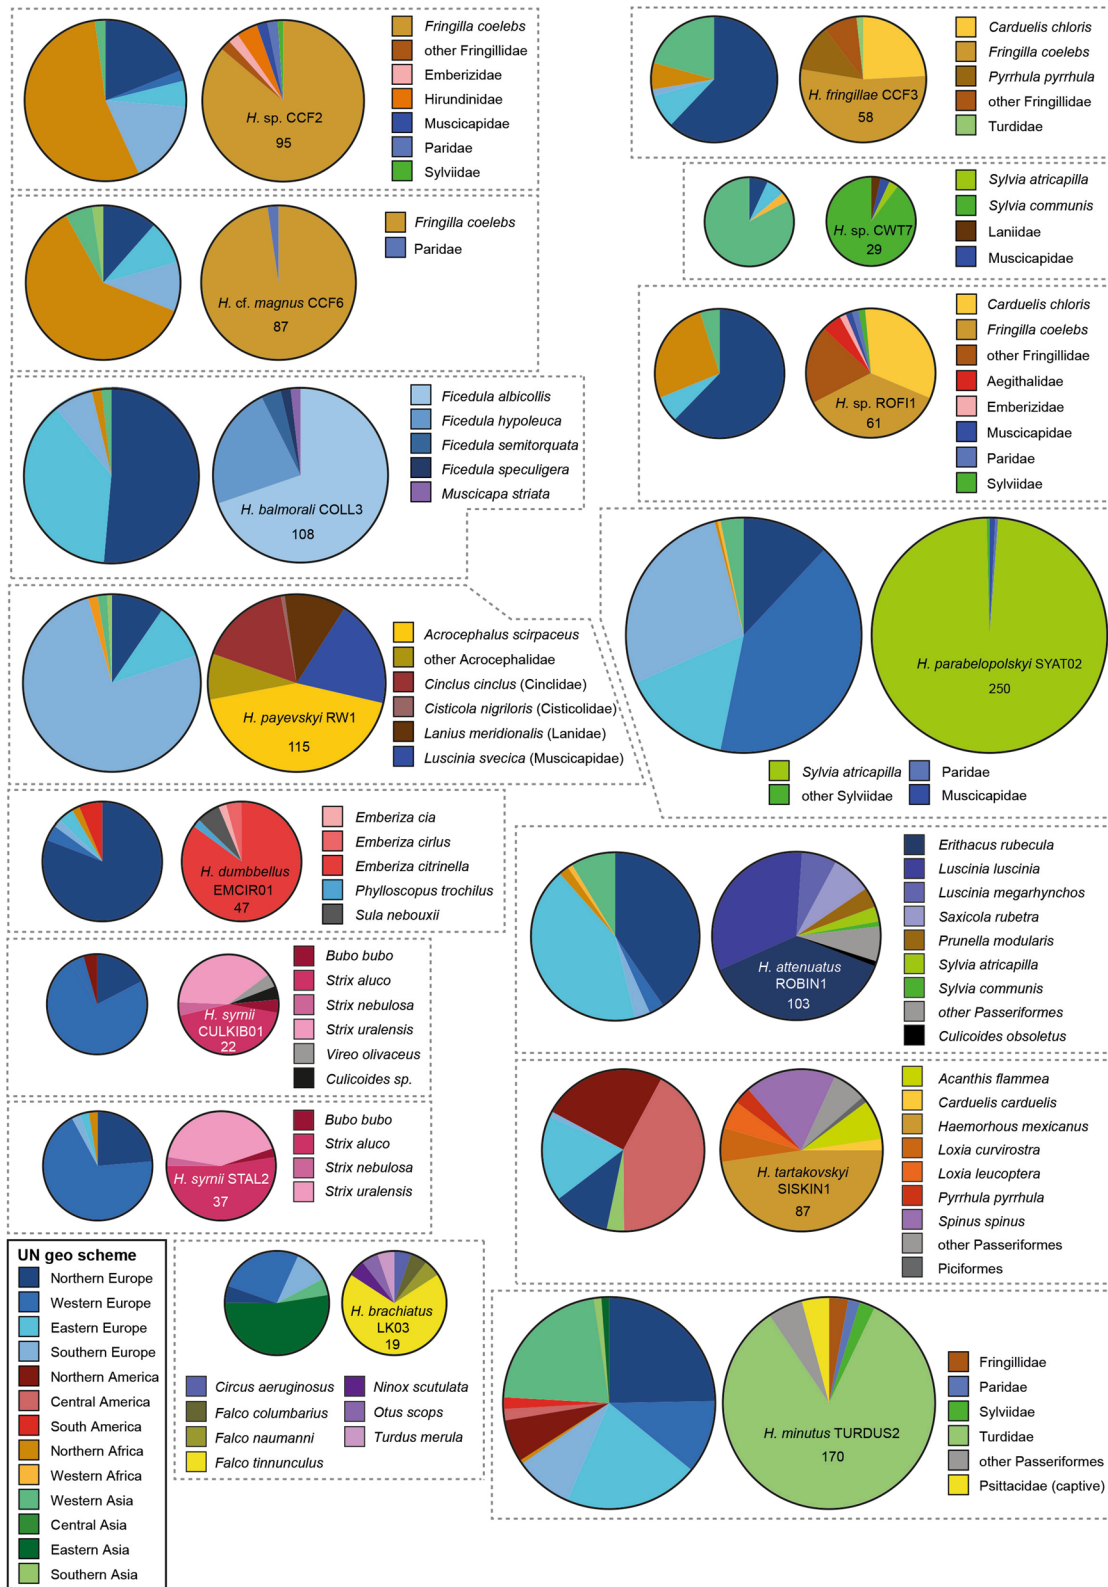 Fringilla coelebs
other Fringillidae
Emberizidae
Hirundinidae
Muscicapidae
Paridae
Sylviidae
H. sp. CCF2
95
Carduelis chloris
Fringilla coelebs
Pyrrhula pyrrhula
other Fringillidae
Turdidae
H. fringillae CCF3
58
Fringilla coelebs
Paridae
H. cf. magnus CCF6
87
Sylvia atricapilla
Sylvia communis
Laniidae
Muscicapidae
H. sp. CWT7
29
Carduelis chloris
Fringilla coelebs
other Fringillidae
Aegithalidae
Emberizidae
Muscicapidae
Paridae
Sylviidae
H. sp. ROFI1
61
Ficedula albicollis
Ficedula hypoleuca
Ficedula semitorquata
Ficedula speculigera
Muscicapa striata
H. balmorali COLL3
108
H. parabelopolskyi SYAT02
250
Sylvia atricapilla
other Sylviidae
Paridae
Muscicapidae
Acrocephalus scirpaceus
other Acrocephalidae
Cinclus cinclus (Cinclidae)
Cisticola nigriloris (Cisticolidae)
Lanius meridionalis (Lanidae)
Luscinia svecica (Muscicapidae)
H. payevskyi RW1
115
Emberiza cia
Emberiza cirlus
Emberiza citrinella
Phylloscopus trochilus
Sula nebouxii
H. dumbbellus
EMCIR01
47
Erithacus rubecula
Luscinia luscinia
Luscinia megarhynchos
Saxicola rubetra
Prunella modularis
Sylvia atricapilla
Sylvia communis
other Passeriformes
Culicoides obsoletus
H. attenuatus
ROBIN1
103
Bubo bubo
Strix aluco
Strix nebulosa
Strix uralensis
Vireo olivaceus
Culicoides sp.
H. syrnii
CULKIB01
22
Acanthis flammea
Carduelis carduelis
Haemorhous mexicanus
Loxia curvirostra
Loxia leucoptera
Pyrrhula pyrrhula
Spinus spinus
other Passeriformes
Piciformes
H. tartakovskyi
SISKIN1
87
Bubo bubo
Strix aluco
Strix nebulosa
Strix uralensis
H. syrnii STAL2
37
UN geo scheme
Northern Europe
Western Europe
Eastern Europe
Southern Europe
Northern America
Central America
South America
Northern Africa
Western Africa
Western Asia
Central Asia
Eastern Asia
Southern Asia
H. brachiatus
LK03
19
Circus aeruginosus
Falco columbarius
Falco naumanni
Falco tinnunculus
Ninox scutulata
Otus scops
Turdus merula
H. minutus TURDUS2
170
Fringillidae
Paridae
Sylviidae
Turdidae
other Passeriformes
Psittacidae (captive)